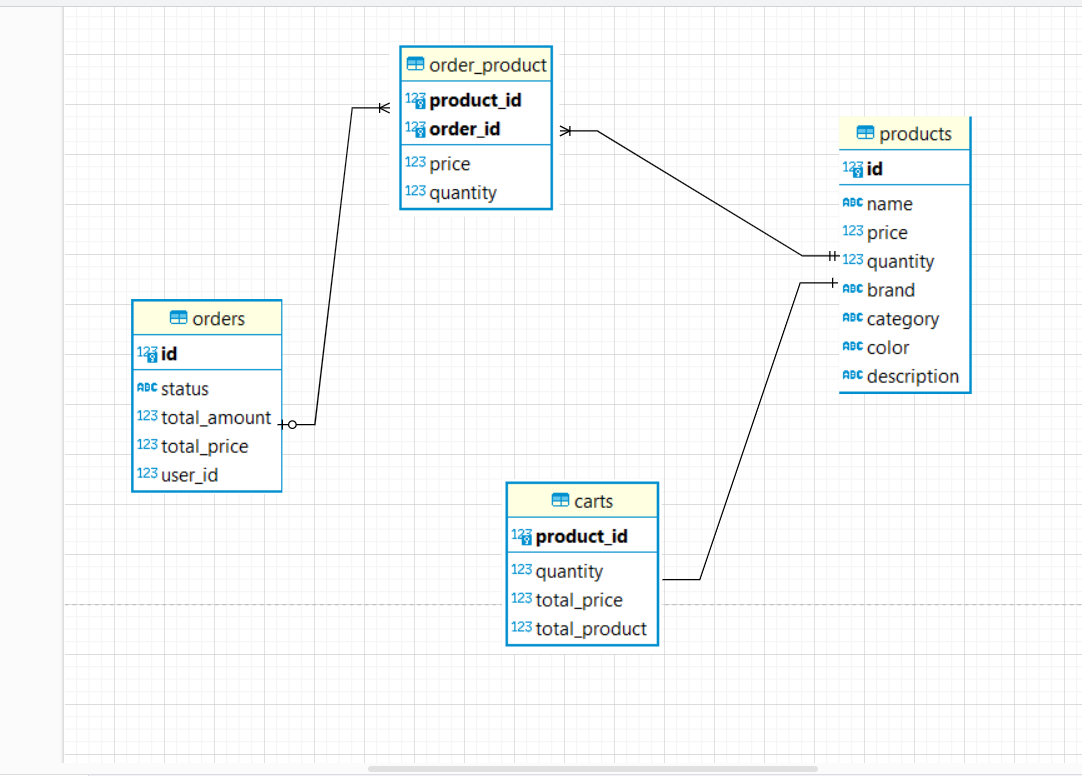 order_product
123 product_id
123 order_id
123 price
123 quantity
products
123 id
ABC name
123 price
123 quantity
ABC brand
ABC category
ABC color
ABC description
orders
123 id
ABC status
123 total_amount
123 total_price
123 user_id
carts
123 product_id
123 quantity
123 total_price
123 total_product